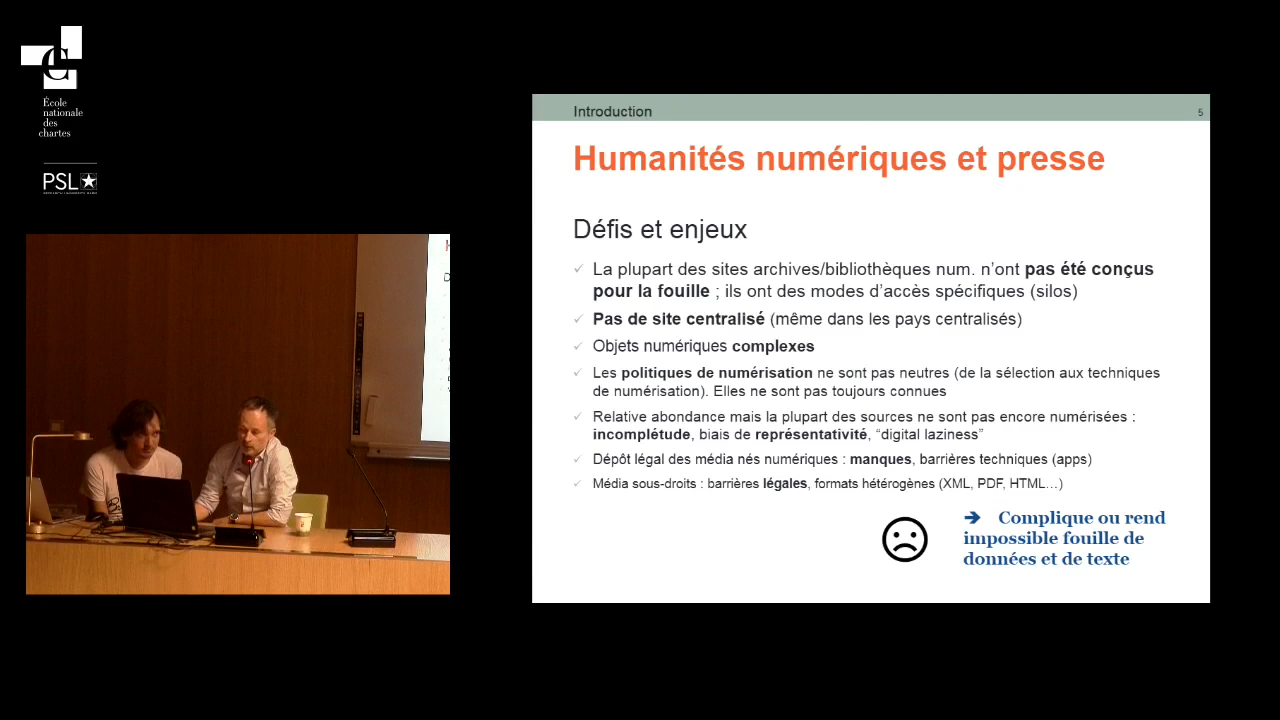 École
nationale
des
chartes
PSL
Introduction
5
Humanités numériques et presse
Défis et enjeux
La plupart des sites archives/bibliothèques num. n’ont pas été conçus
pour la fouille ; ils ont des modes d’accès spécifiques (silos)
Pas de site centralisé (même dans les pays centralisés)
Objets numériques complexes
Les politiques de numérisation ne sont pas neutres (de la sélection aux techniques
de numérisation). Elles ne sont pas toujours connues
Relative abondance mais la plupart des sources ne sont pas encore numérisées :
incomplétude, biais de représentativité, “digital laziness”
Dépôt légal des média nés numériques : manques, barrières techniques (apps)
Média sous-droits : barrières légales, formats hétérogènes (XML, PDF, HTML…)
➔ Complique ou rend
impossible fouille de
données et de texte